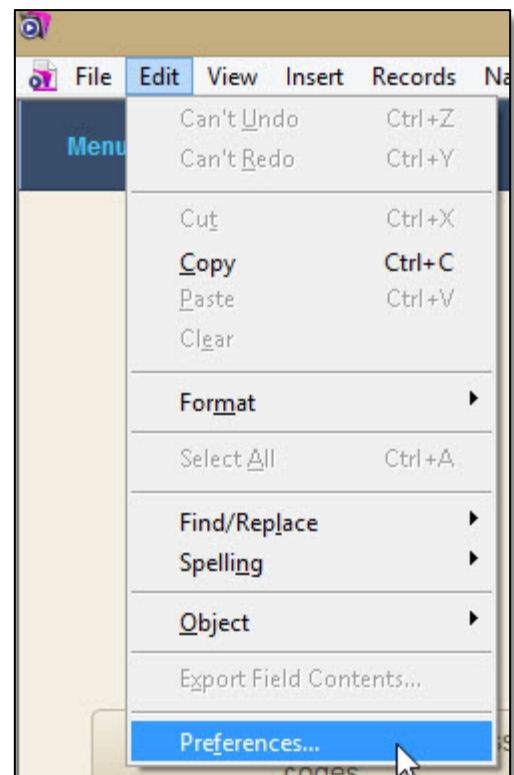 File Edit View Insert Records Na
Menu
Can't Undo Ctrl+Z
Can't Redo Ctrl+Y
Cut Ctrl+X
Copy Ctrl+C
Paste Ctrl+V
Clear
Format
Select All Ctrl+A
Find/Replace
Spelling
Object
Export Field Contents...
Preferences...
codes